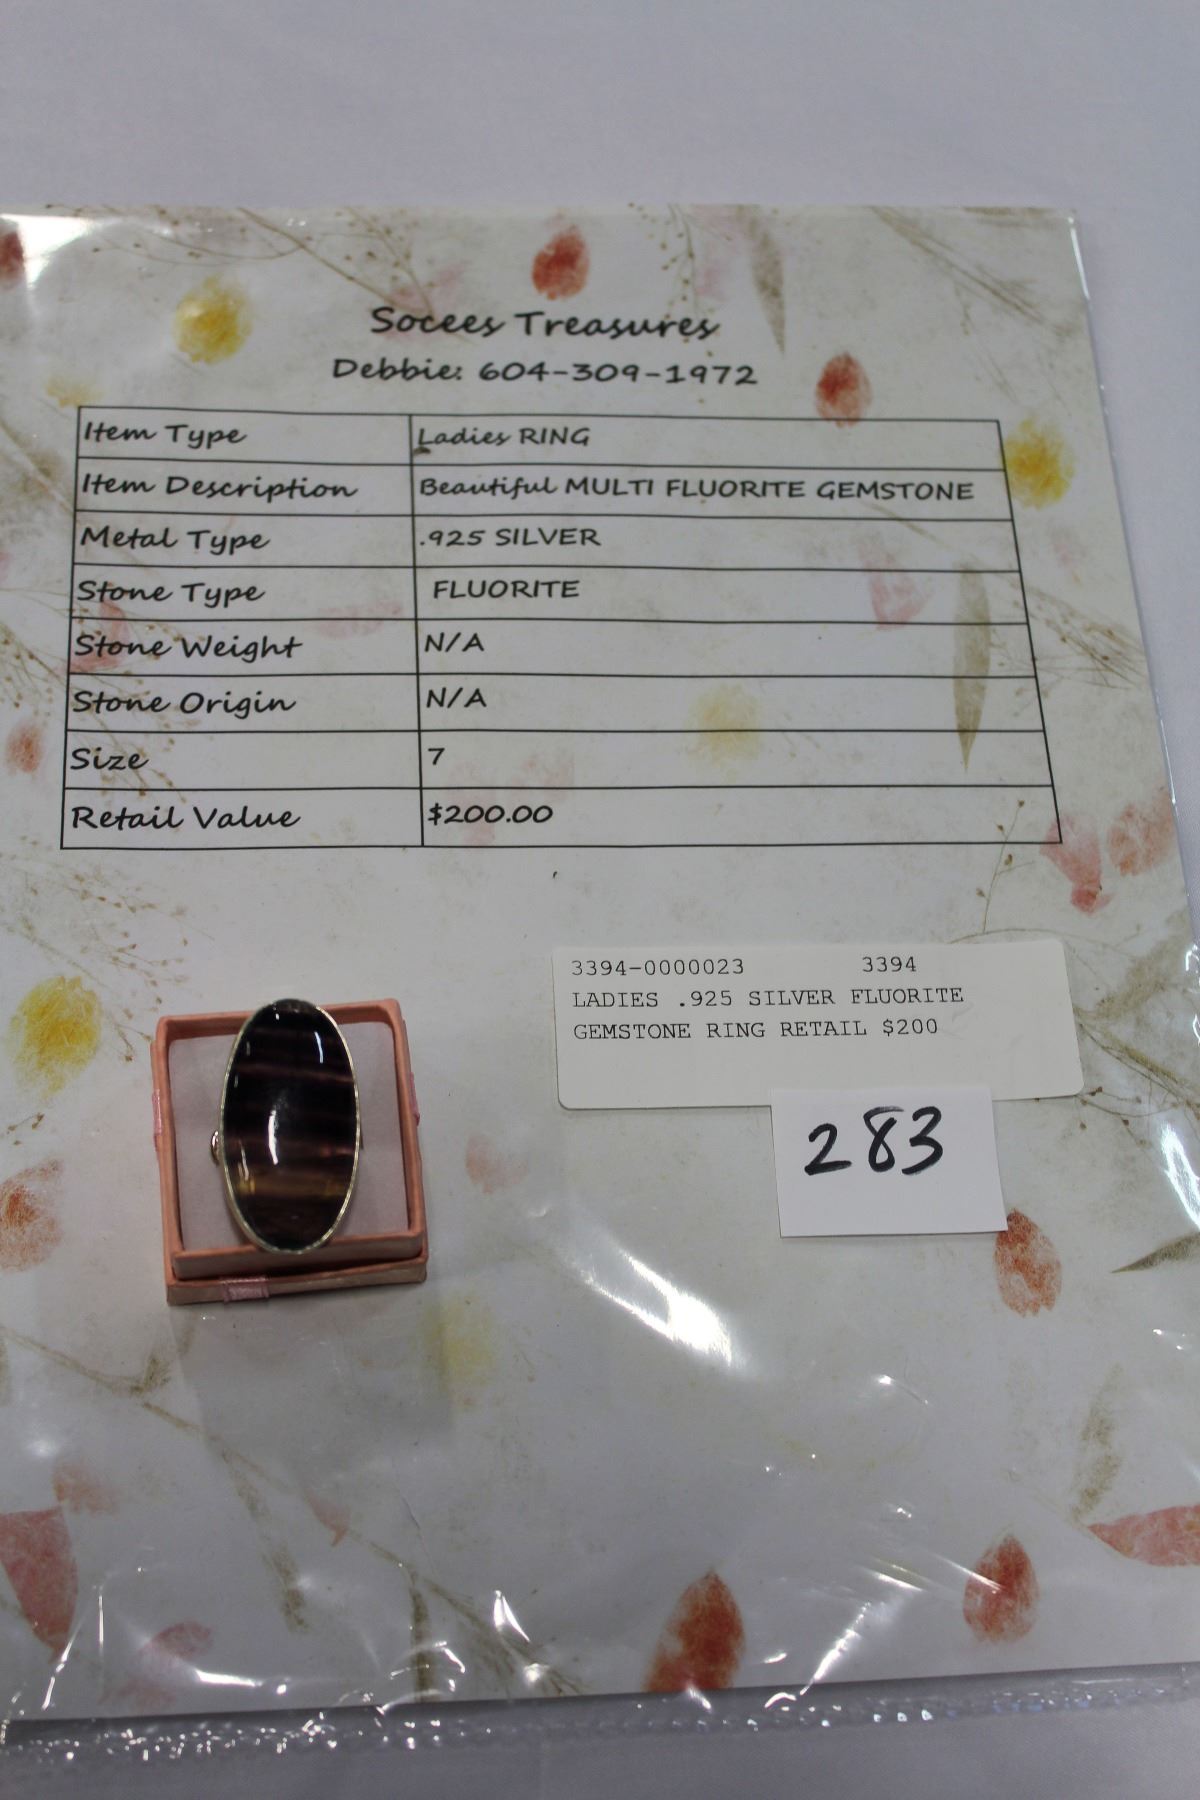 Socees Treasures
Debbie: 604-309-1972
Item Type Ladies RING
Item Description Beautiful MULTI FLUORITE GEMSTONE
Metal Type .925 SILVER
Stone Type FLUORITE
Stone Weight N/A
Stone Origin N/A
Size 7
Retail Value $200.00
3394-0000023 3394
LADIES .925 SILVER FLUORITE
GEMSTONE RING RETAIL $200
283